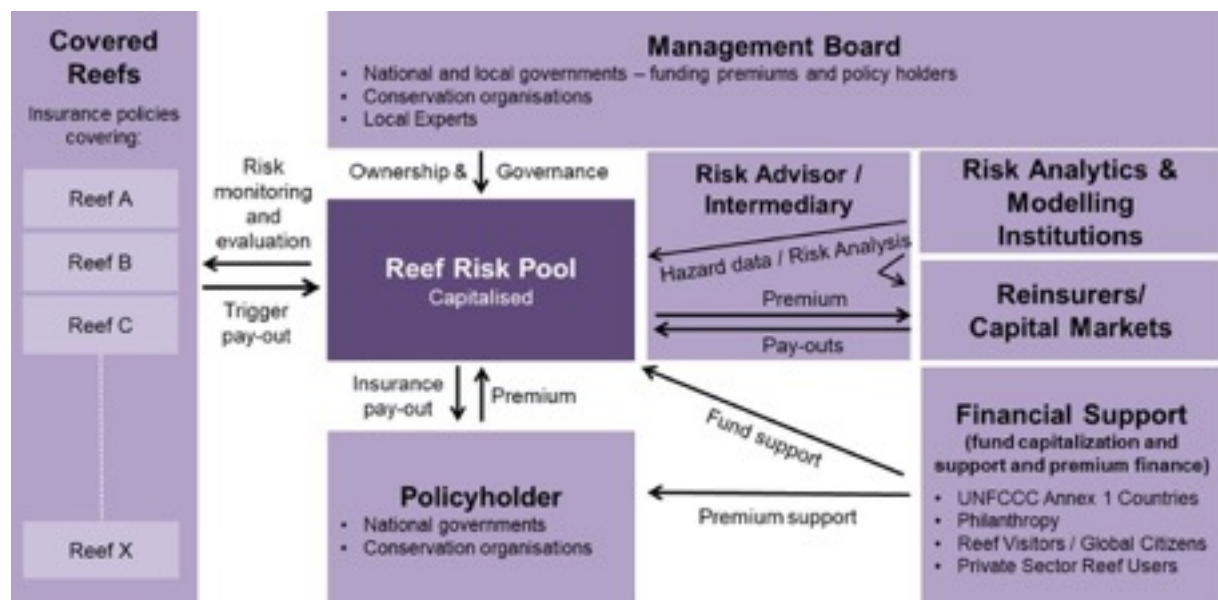 Covered
Reefs
Insurance policies
covering:
Reef A
Reef B
Reef C
Reef X
Risk
monitoring
and
evaluation
Trigger
pay-out
Management Board
• National and local governments – funding premiums and policy holders
• Conservation organisations
• Local Experts
Ownership & Governance
Reef Risk Pool
Capitalised
Risk Advisor /
Intermediary
Hazard data / Risk Analysis
Premium
Pay-outs
Risk Analytics &
Modelling
Institutions
Reinsurers/
Capital Markets
Insurance
pay-out
Premium
Policyholder
• National governments
• Conservation organisations
Fund support
Premium support
Financial Support
(fund capitalization and
support and premium finance)
• UNFCCC Annex 1 Countries
• Philanthropy
• Reef Visitors / Global Citizens
• Private Sector Reef Users